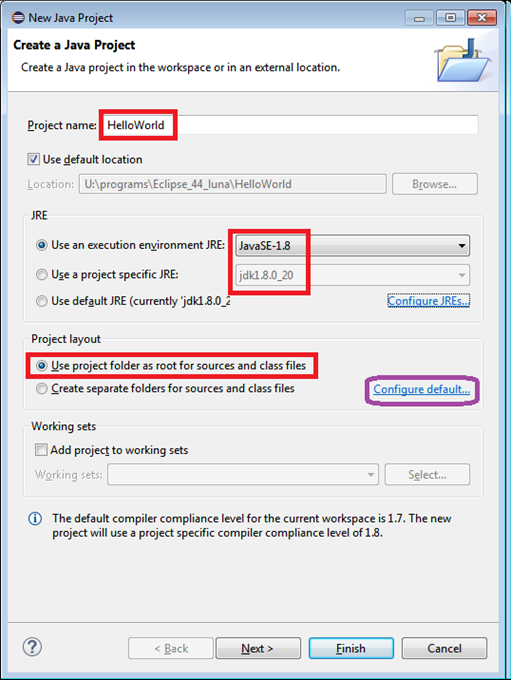 New Java Project
Create a Java Project
Create a Java project in the workspace or in an external location.
Project name: HelloWorld
Use default location
Location: U:\programs\Eclipse_44_luna\HelloWorld Browse...
JRE
Use an execution environment JRE: JavaSE-1.8
Use a project specific JRE: jdk1.8.0_20
Use default JRE (currently 'jdk1.8.0_2 Configure JREs...
Project layout
Use project folder as root for sources and class files
Create separate folders for sources and class files Configure default...
Working sets
Add project to working sets
Working sets: Select...
The default compiler compliance level for the current workspace is 1.7. The new
project will use a project specific compiler compliance level of 1.8.
? < Back Next > Finish Cancel